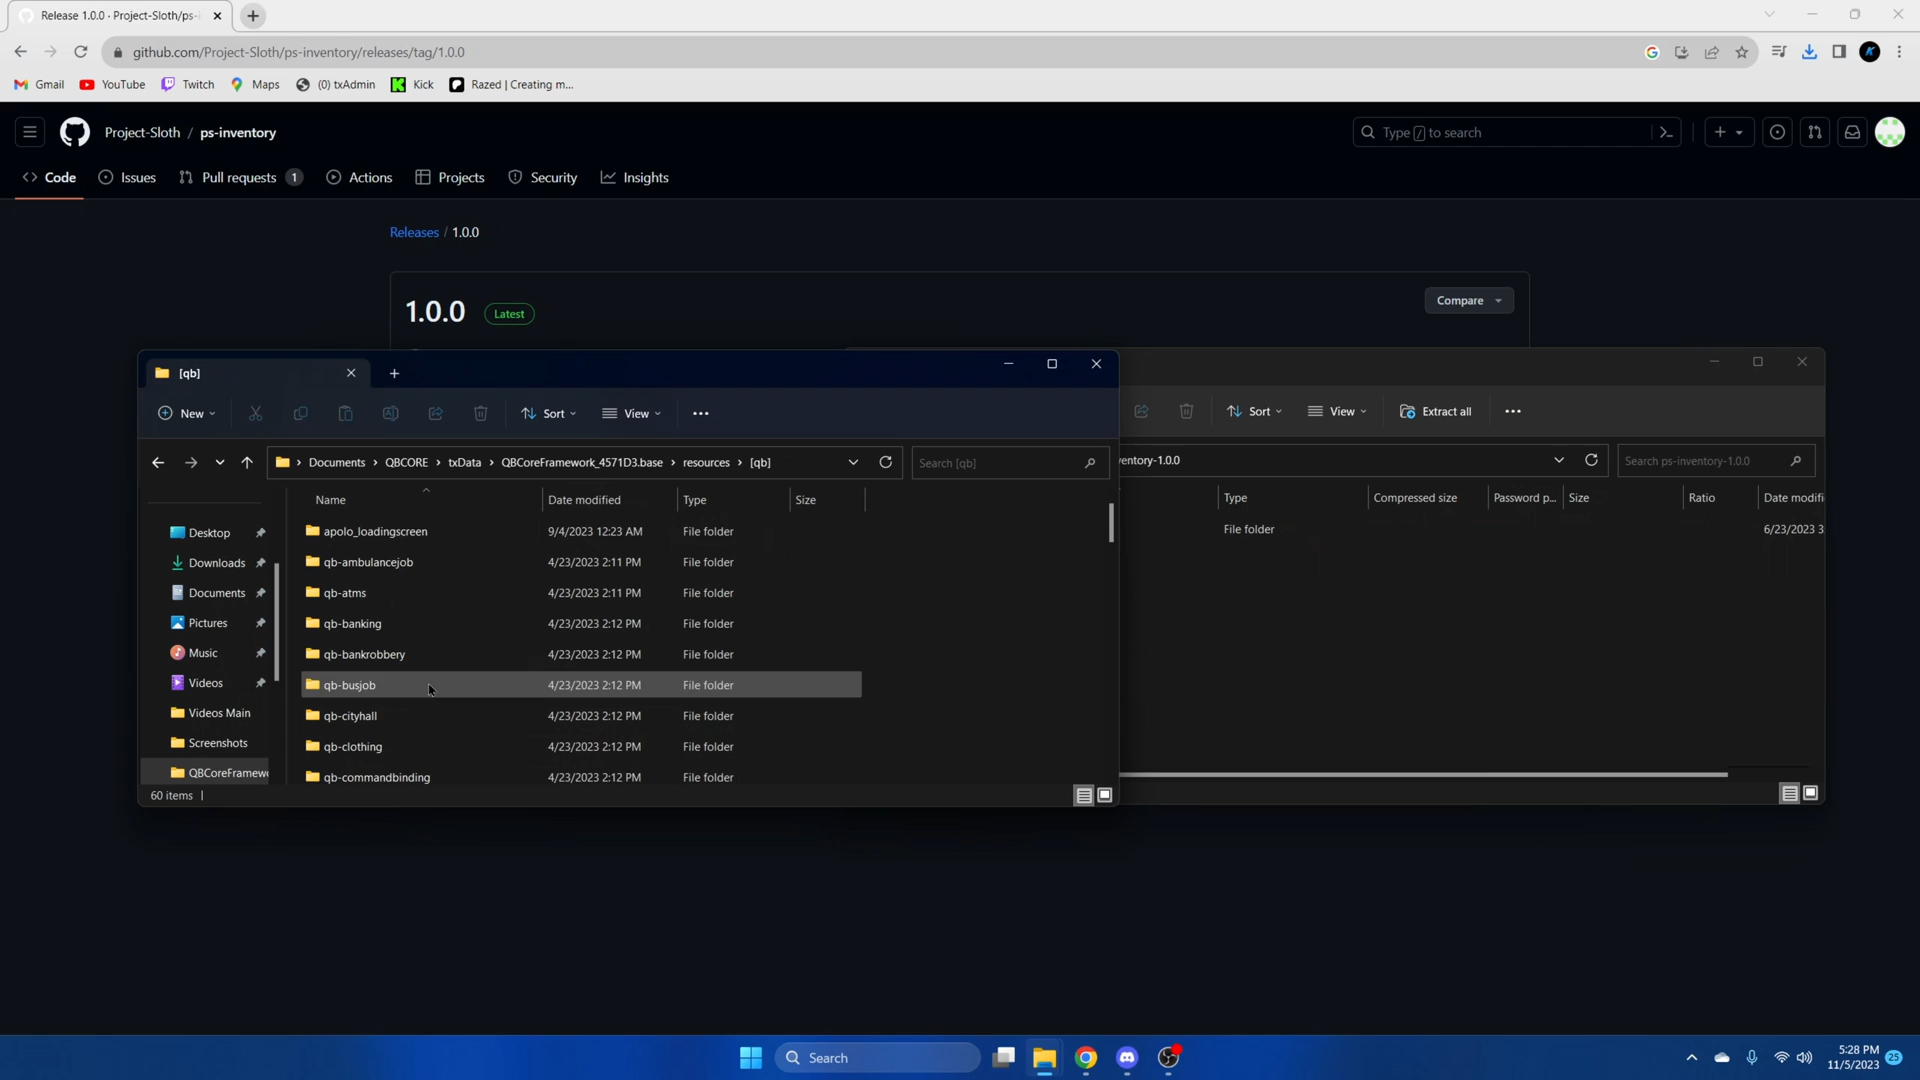 Release 1.0.0 · Project-Sloth/ps-i
github.com/Project-Sloth/ps-inventory/releases/tag/1.0.0
Gmail YouTube Twitch Maps (0) txAdmin Kick Razed | Creating m...
Project-Sloth / ps-inventory
Type / to search
Code Issues Pull requests 1 Actions Projects Security Insights
Releases / 1.0.0
1.0.0 Latest
Compare
[qb]
New Sort View
Sort View Extract all
Documents > QBCORE > txData > QBCoreFramework_4571D3.base > resources > [qb]
Search [qb]
entory-1.0.0
Search ps-inventory-1.0.0
Name Date modified Type Size
Type Compressed size Password p... Size Ratio Date modifi
apolo_loadingscreen 9/4/2023 12:23 AM File folder
File folder 6/23/2023 3
Desktop
qb-ambulancejob 4/23/2023 2:11 PM File folder
Downloads
qb-atms 4/23/2023 2:11 PM File folder
Documents
qb-banking 4/23/2023 2:12 PM File folder
Pictures
qb-bankrobbery 4/23/2023 2:12 PM File folder
Music
qb-busjob 4/23/2023 2:12 PM File folder
Videos
qb-cityhall 4/23/2023 2:12 PM File folder
Videos Main
qb-clothing 4/23/2023 2:12 PM File folder
Screenshots
qb-commandbinding 4/23/2023 2:12 PM File folder
QBCoreFramew
60 items
Search
5:28 PM
11/5/2023
25